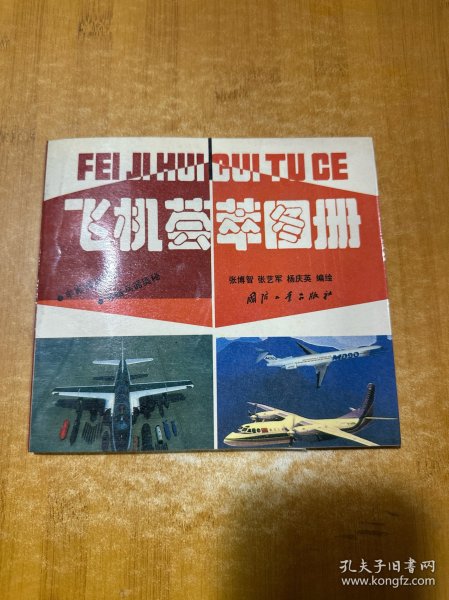 FEI JI HUI CUI TU CE
飞机荟萃图册
张博智 张艺军 杨庆英 编绘
国防工业出版社
孔夫子旧书网
www.kongfz.com